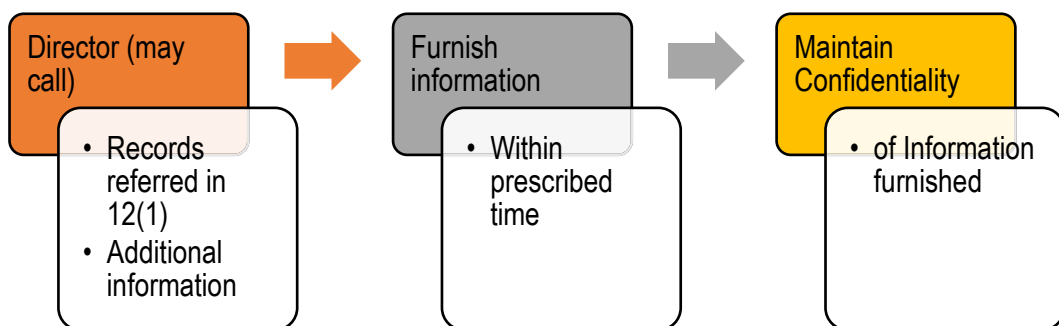 Director (may
call)
• Records
referred in
12(1)
• Additional
information
Furnish
information
• Within
prescribed
time
Maintain
Confidentiality
• of Information
furnished